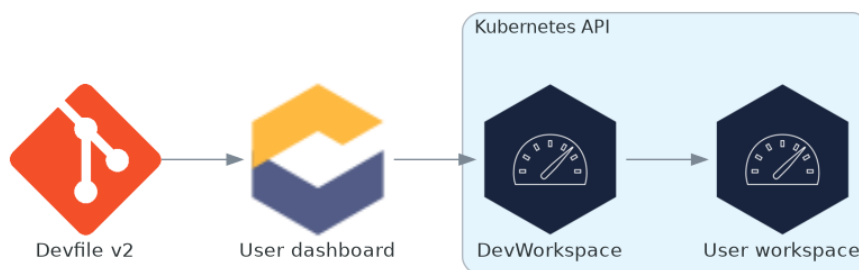 Kubernetes API
Devfile v2
User dashboard
DevWorkspace
User workspace